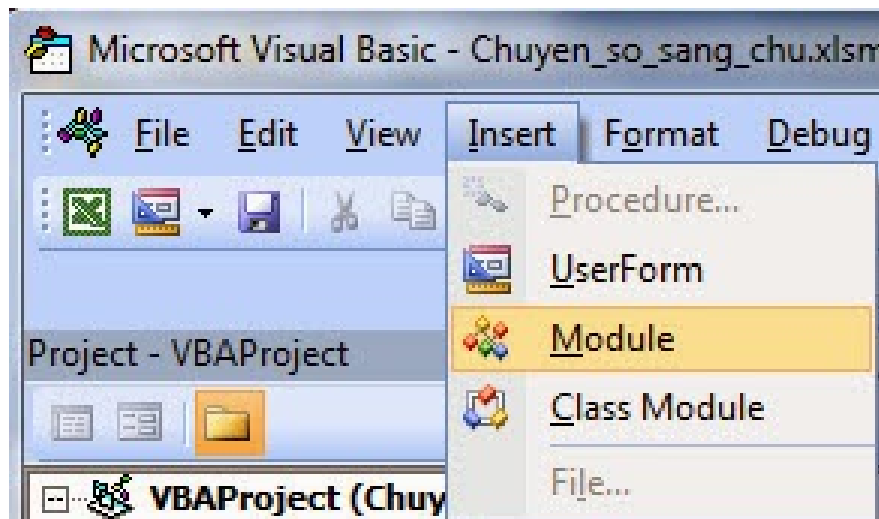 Microsoft Visual Basic - Chuyen_so_sang_chu.xlsm
File Edit View Insert Format Debug
Procedure...
UserForm
Module
Project - VBAProject
Class Module
File...
VBAProject (Chuy